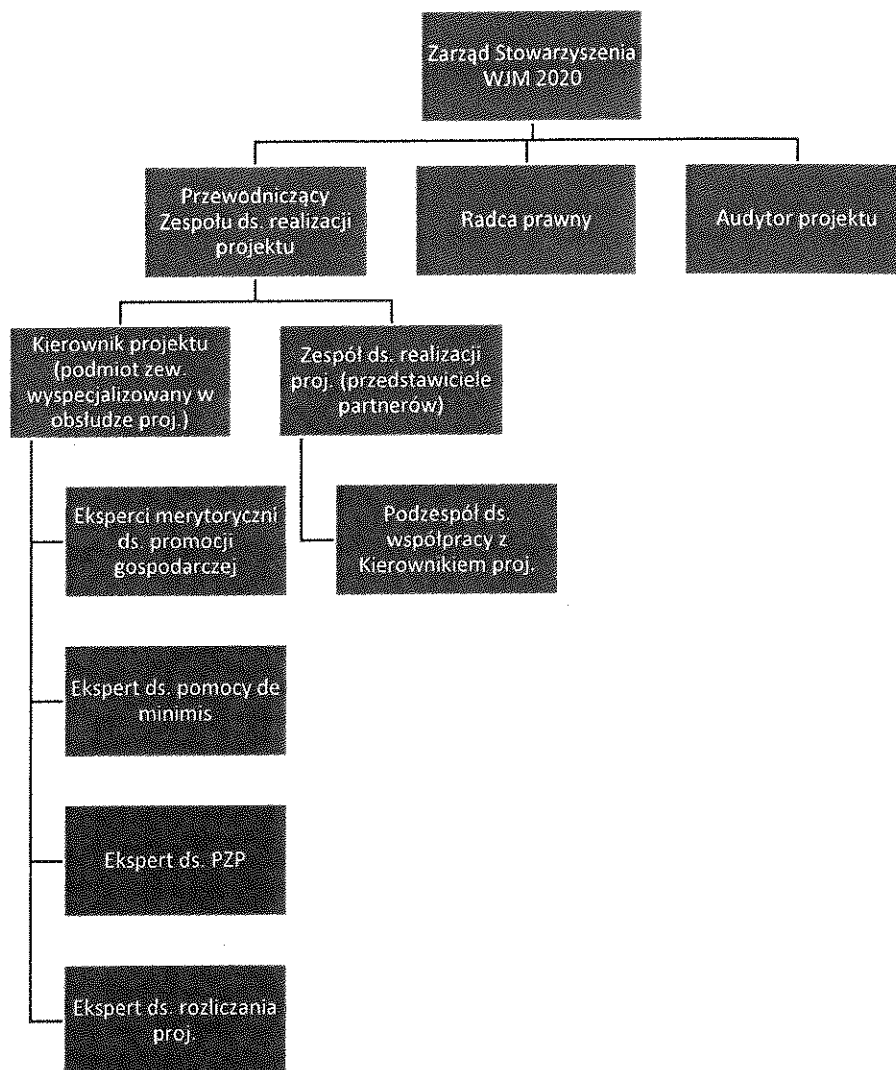 Zarząd Stowarzyszenia
WJM 2020
Przewodniczący
Zespołu ds. realizacji
projektu
Radca prawny
Audytor projektu
Kierownik projektu
(podmiot zew.
wyspecjalizowany w
obsłudze proj.)
Zespół ds. realizacji
proj. (przedstawiciele
partnerów)
Eksperci merytoryczni
ds. promocji
gospodarczej
Podzespół ds.
współpracy z
Kierownikiem proj.
Ekspert ds. pomocy de
minimis
Ekspert ds. PZP
Ekspert ds. rozliczania
proj.